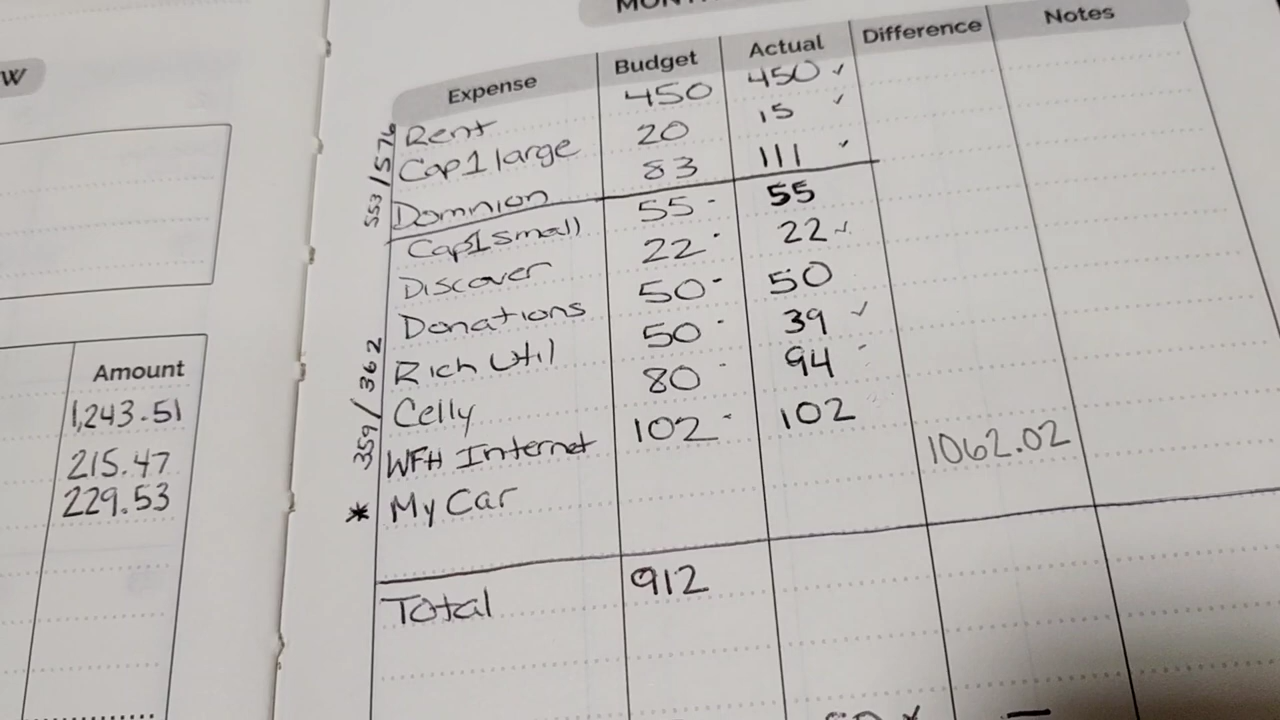 W
Amount
1,243.51
215.47
229.53
Expense Budget Actual Difference Notes
Rent 450 450 ✓
Cap1 large 20 15 ✓
Domnion 83 111 ✓
553/576
Cap1 small 55 55
Discover 22 22 ✓
Donations 50 50
Rich Util 50 39 ✓
Celly 80 94
WFH Internet 102 102
359/362
* My Car 1062.02
Total 912